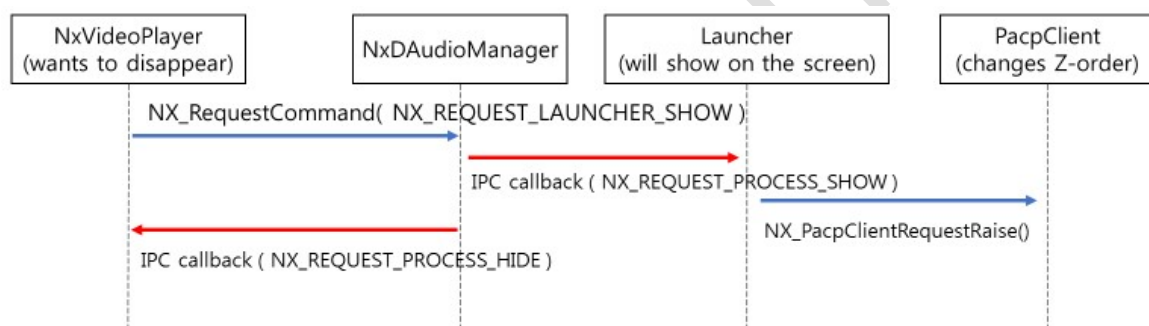 NxVideoPlayer
(wants to disappear)
NxDAudioManager
Launcher
(will show on the screen)
PacpClient
(changes Z-order)
NX_RequestCommand( NX_REQUEST_LAUNCHER_SHOW )
IPC callback ( NX_REQUEST_PROCESS_SHOW )
NX_PacpClientRequestRaise()
IPC callback ( NX_REQUEST_PROCESS_HIDE )